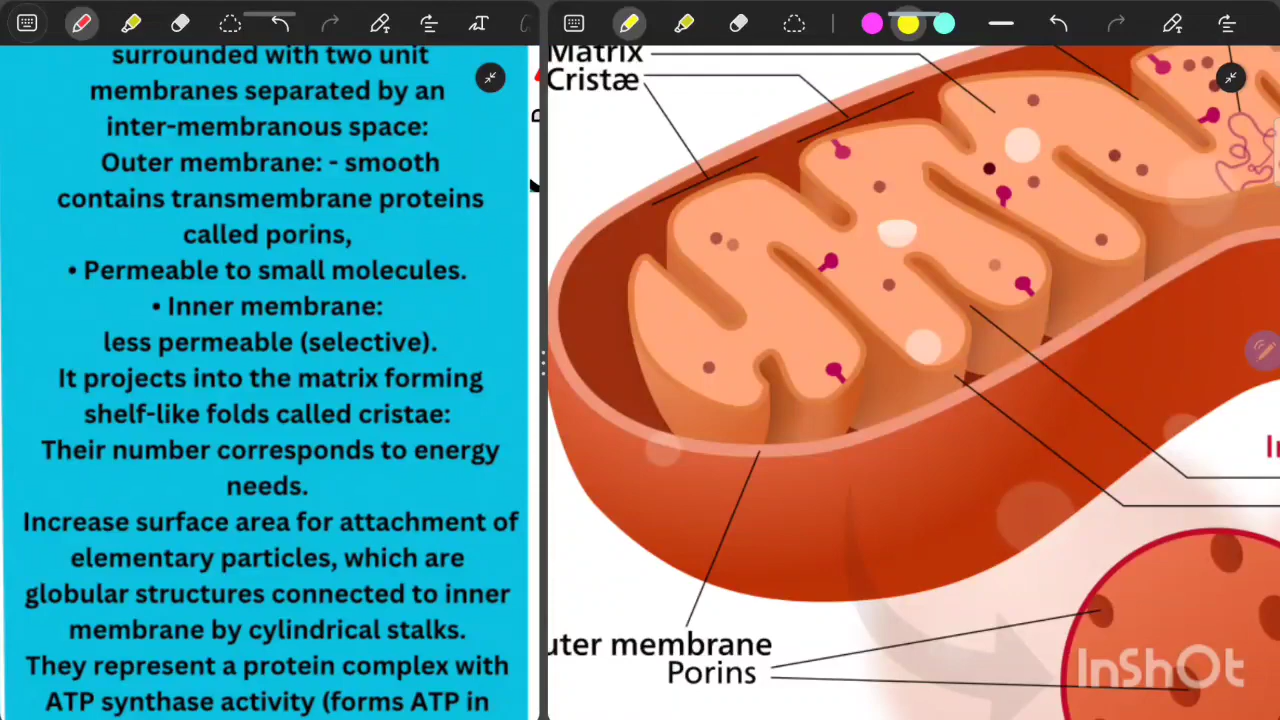 surrounded with two unit
membranes separated by an
inter-membranous space:
Outer membrane: - smooth
contains transmembrane proteins
called porins,
• Permeable to small molecules.
• Inner membrane:
less permeable (selective).
It projects into the matrix forming
shelf-like folds called cristae:
Their number corresponds to energy
needs.
Increase surface area for attachment of
elementary particles, which are
globular structures connected to inner
membrane by cylindrical stalks.
They represent a protein complex with
ATP synthase activity (forms ATP in
Matrix
Cristæ
uter membrane
Porins
InShOt